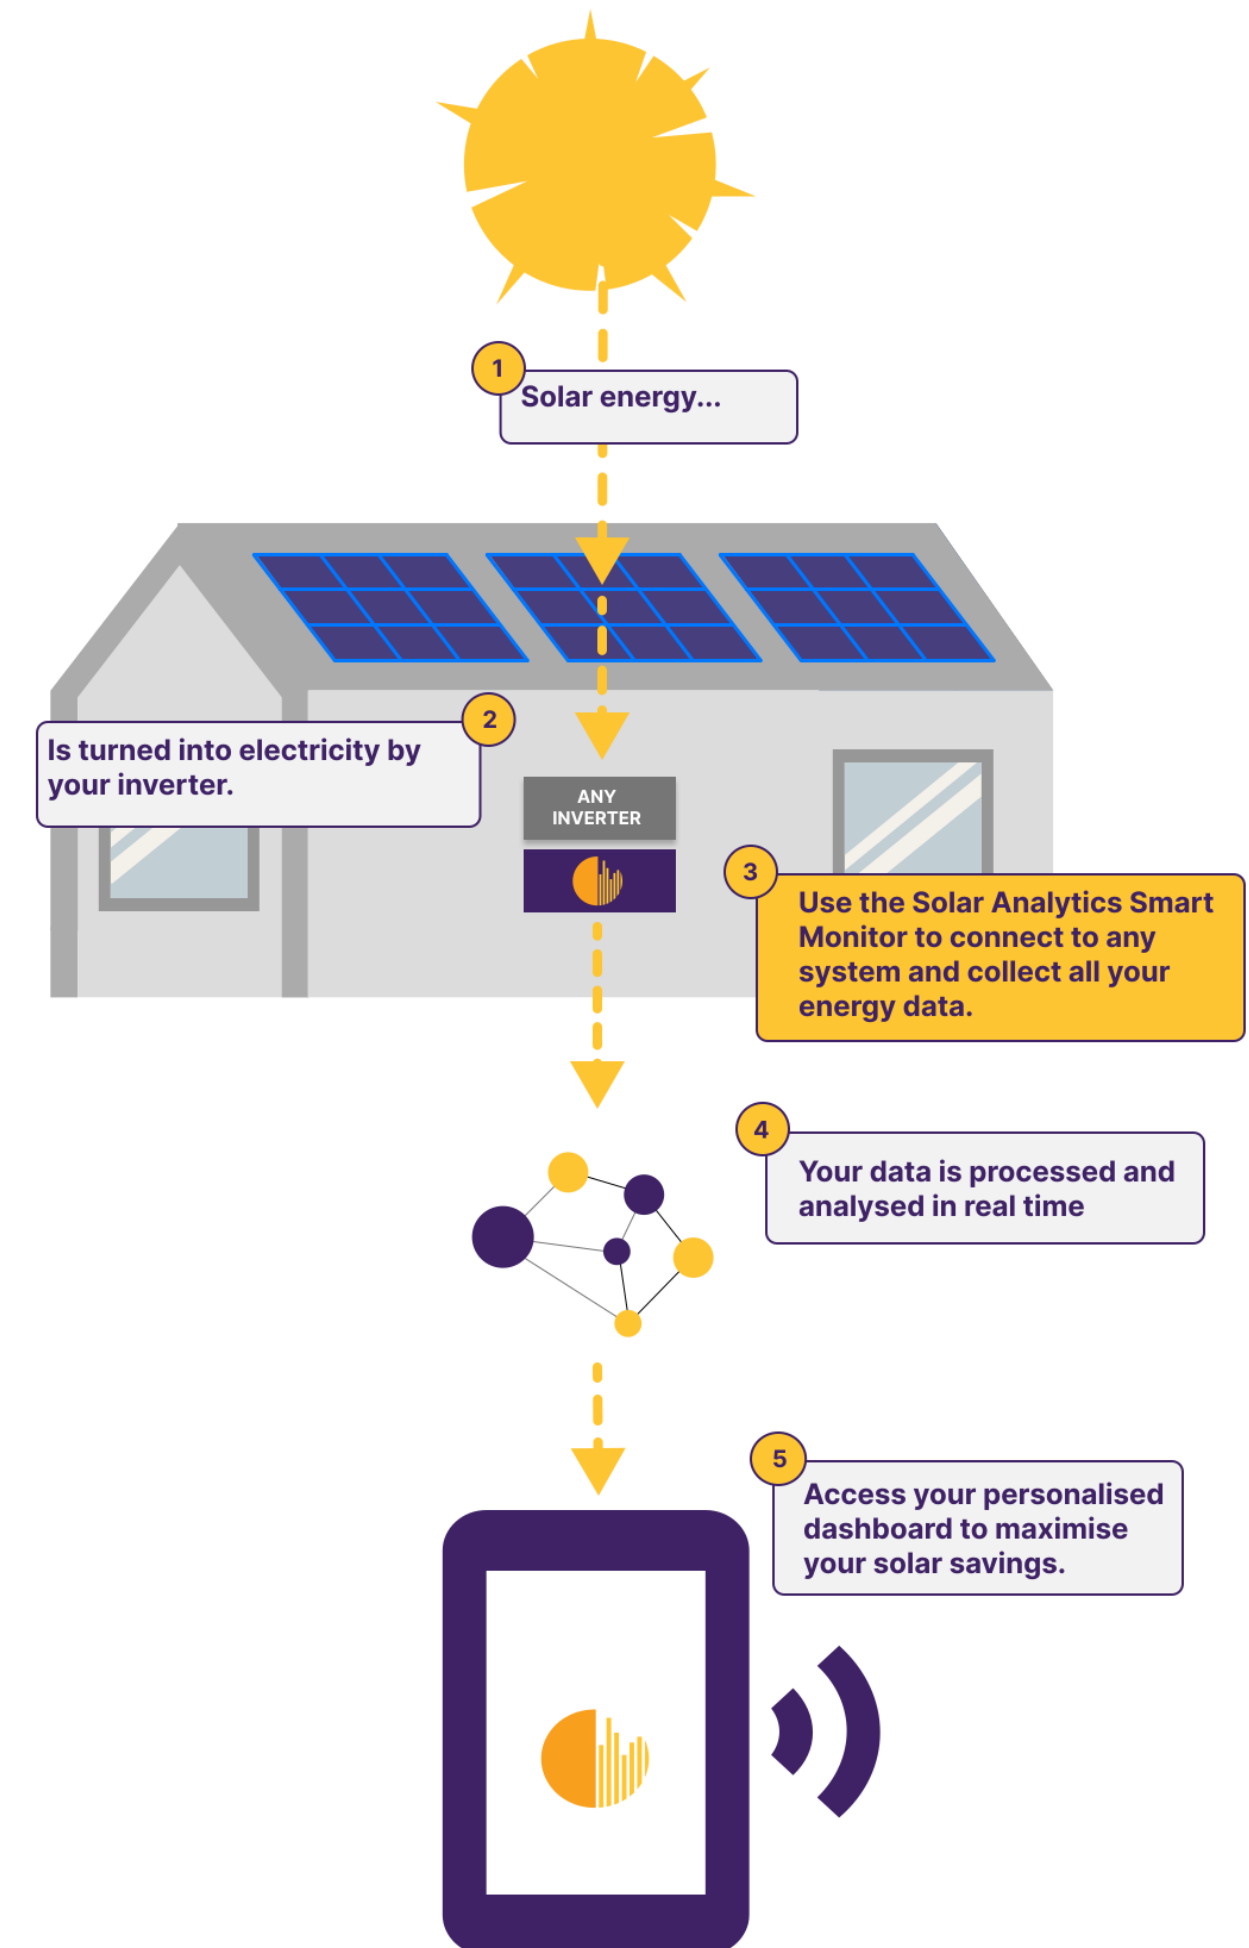 1
Solar energy...
2
Is turned into electricity by
your inverter.
ANY
INVERTER
3
Use the Solar Analytics Smart
Monitor to connect to any
system and collect all your
energy data.
4
Your data is processed and
analysed in real time
5
Access your personalised
dashboard to maximise
your solar savings.